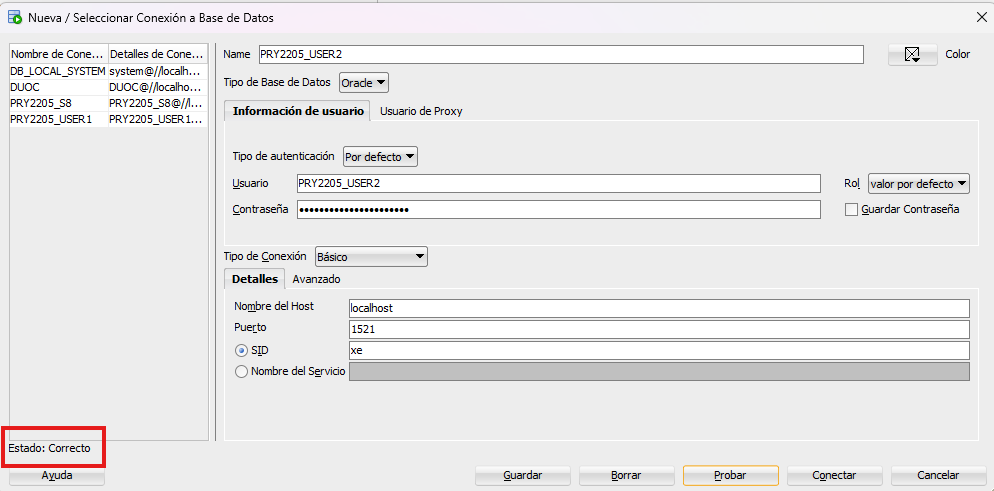 Nueva / Seleccionar Conexión a Base de Datos
Nombre de Cone... Detalles de Cone...
DB_LOCAL_SYSTEM system@//localh...
DUOC DUOC@//localho...
PRY2205_S8 PRY2205_S8@//l...
PRY2205_USER1 PRY2205_USER1...
Name PRY2205_USER2 Color
Tipo de Base de Datos Oracle
Información de usuario Usuario de Proxy
Tipo de autenticación Por defecto
Usuario PRY2205_USER2 Rol valor por defecto
Contraseña •••••••••••••••••••••• Guardar Contraseña
Tipo de Conexión Básico
Detalles Avanzado
Nombre del Host localhost
Puerto 1521
SID xe
Nombre del Servicio
Estado: Correcto
Ayuda Guardar Borrar Probar Conectar Cancelar